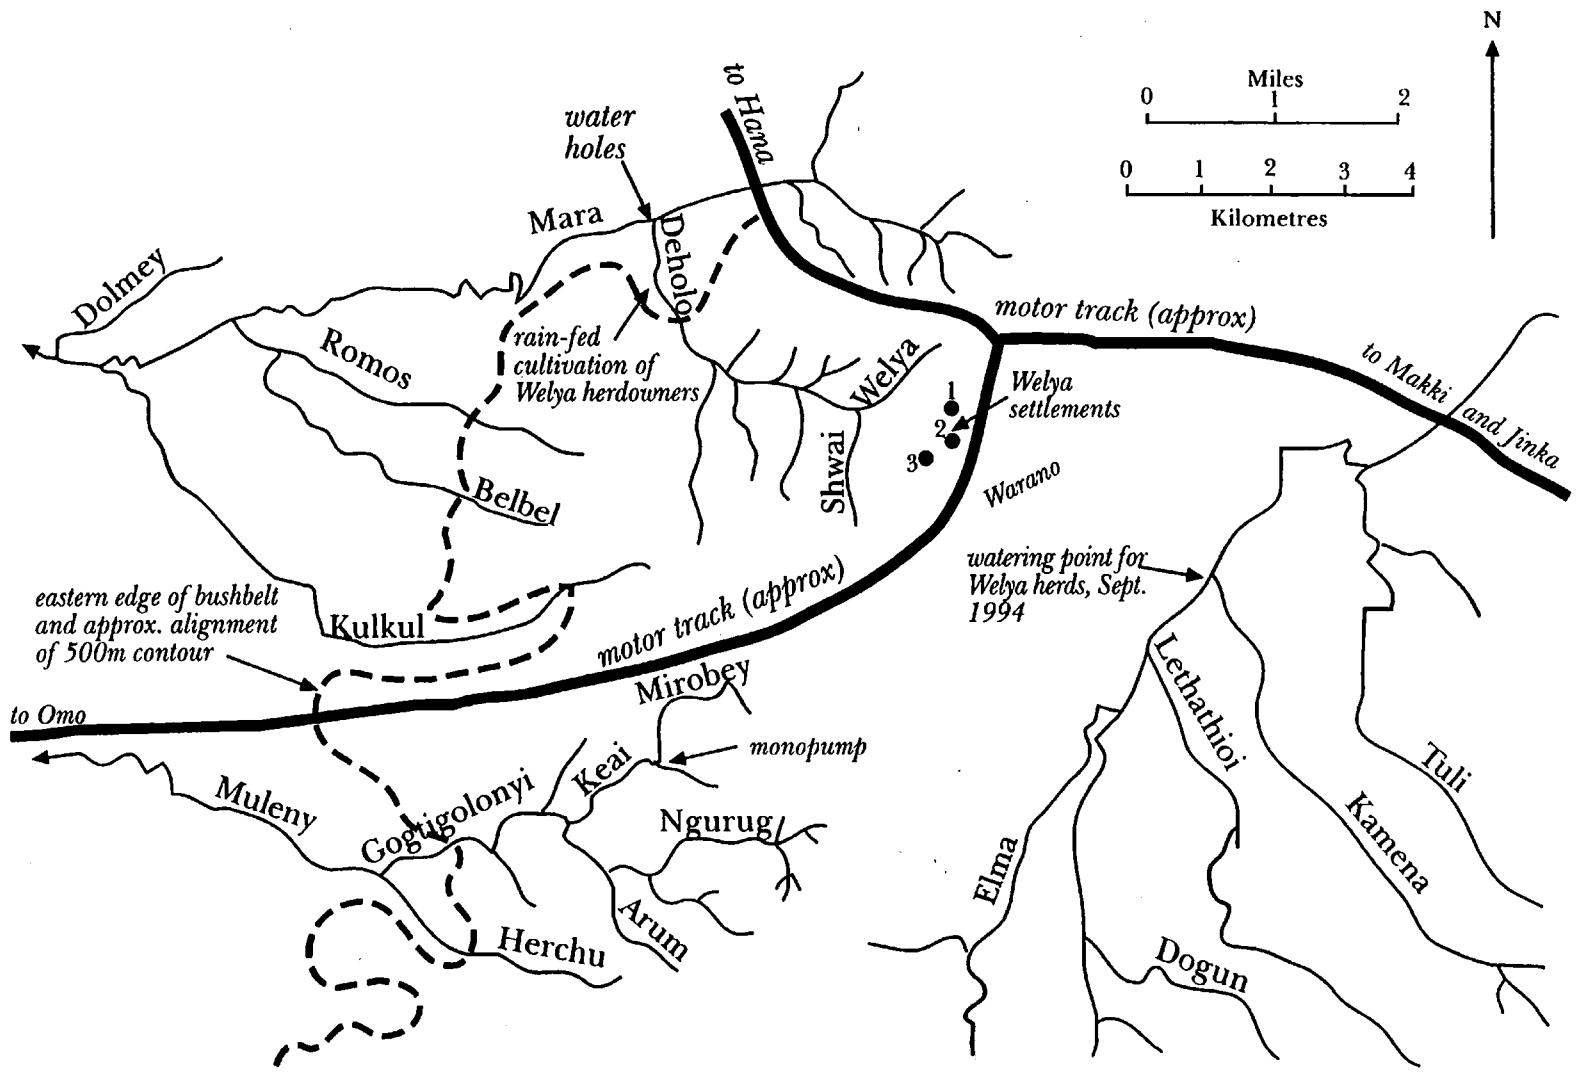 N
Miles
0 1 2
0 1 2 3 4
Kilometres
to Hana
water
holes
Mara
Deholo
Dolmey
Romos
rain-fed
cultivation of
Welya herdowners
motor track (approx)
to Makki and Jinka
Welya
Welya
settlements
1
2
3
Shwai
Warano
Belbel
watering point for
Welya herds, Sept.
1994
eastern edge of bushbelt
and approx. alignment
of 500m contour
Kulkul
motor track (approx)
Mirobey
to Omo
monopump
Keai
Muleny
Gogtigolonyi
Ngurug
Arum
Herchu
Lethathioi
Tuli
Kamena
Elma
Dogun